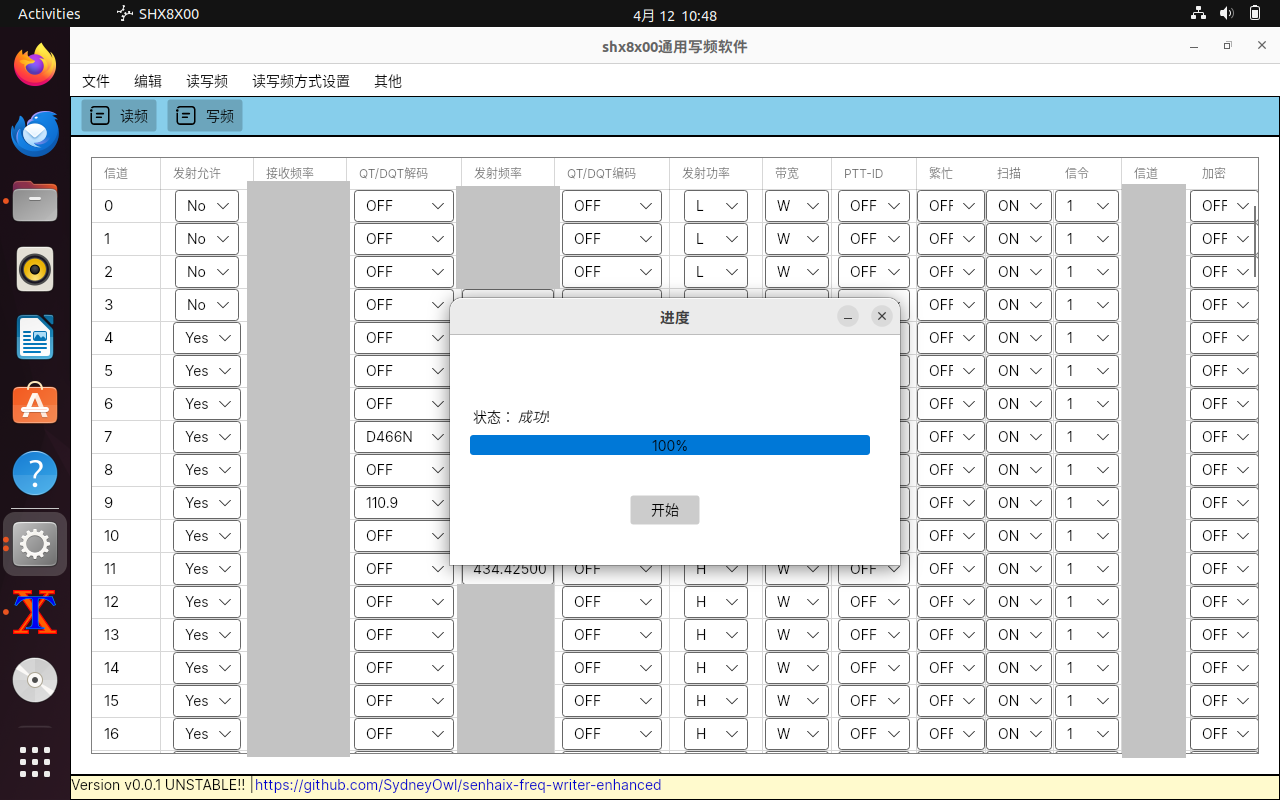 Activities SHX8X00 4月 12 10:48
shx8x00通用写频软件
文件 编辑 读写频 读写频方式设置 其他
读频 写频
信道 发射允许 接收频率 QT/DQT解码 发射频率 QT/DQT编码 发射功率 带宽 PTT-ID 繁忙 扫描 信令 信道 加密
0 No OFF OFF L W OFF OFF ON 1 OFF
1 No OFF OFF L W OFF OFF ON 1 OFF
2 No OFF OFF L W OFF OFF ON 1 OFF
3 No OFF OFF ON 1 OFF
进度
4 Yes OFF OFF ON 1 OFF
5 Yes OFF OFF ON 1 OFF
6 Yes OFF OFF ON 1 OFF
状态： 成功!
7 Yes D466N OFF ON 1 OFF
100%
8 Yes OFF OFF ON 1 OFF
9 Yes 110.9 OFF ON 1 OFF
开始
10 Yes OFF OFF ON 1 OFF
11 Yes OFF 434.42500 OFF H W OFF OFF ON 1 OFF
12 Yes OFF OFF H W OFF OFF ON 1 OFF
13 Yes OFF OFF H W OFF OFF ON 1 OFF
14 Yes OFF OFF H W OFF OFF ON 1 OFF
15 Yes OFF OFF H W OFF OFF ON 1 OFF
16 Yes OFF OFF H W OFF OFF ON 1 OFF
Version v0.0.1 UNSTABLE!! |https://github.com/SydneyOwl/senhaix-freq-writer-enhanced